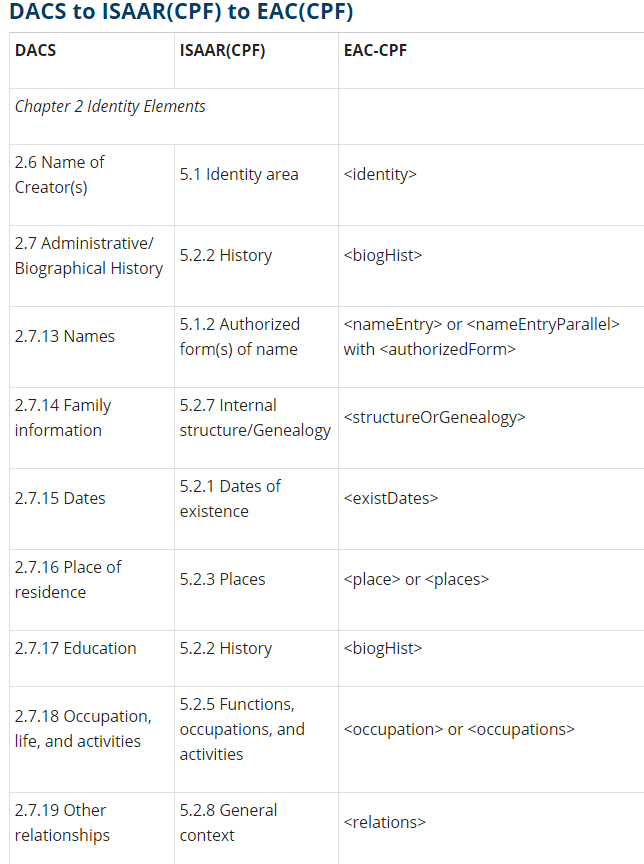 DACS to ISAAR(CPF) to EAC(CPF)
DACS ISAAR(CPF) EAC-CPF
Chapter 2 Identity Elements
2.6 Name of
Creator(s)
5.1 Identity area
<identity>
2.7 Administrative/
Biographical History
5.2.2 History
<biogHist>
2.7.13 Names
5.1.2 Authorized
form(s) of name
<nameEntry> or <nameEntryParallel>
with <authorizedForm>
2.7.14 Family
information
5.2.7 Internal
structure/Genealogy
<structureOrGenealogy>
2.7.15 Dates
5.2.1 Dates of
existence
<existDates>
2.7.16 Place of
residence
5.2.3 Places
<place> or <places>
2.7.17 Education
5.2.2 History
<biogHist>
2.7.18 Occupation,
life, and activities
5.2.5 Functions,
occupations, and
activities
<occupation> or <occupations>
2.7.19 Other
relationships
5.2.8 General
context
<relations>